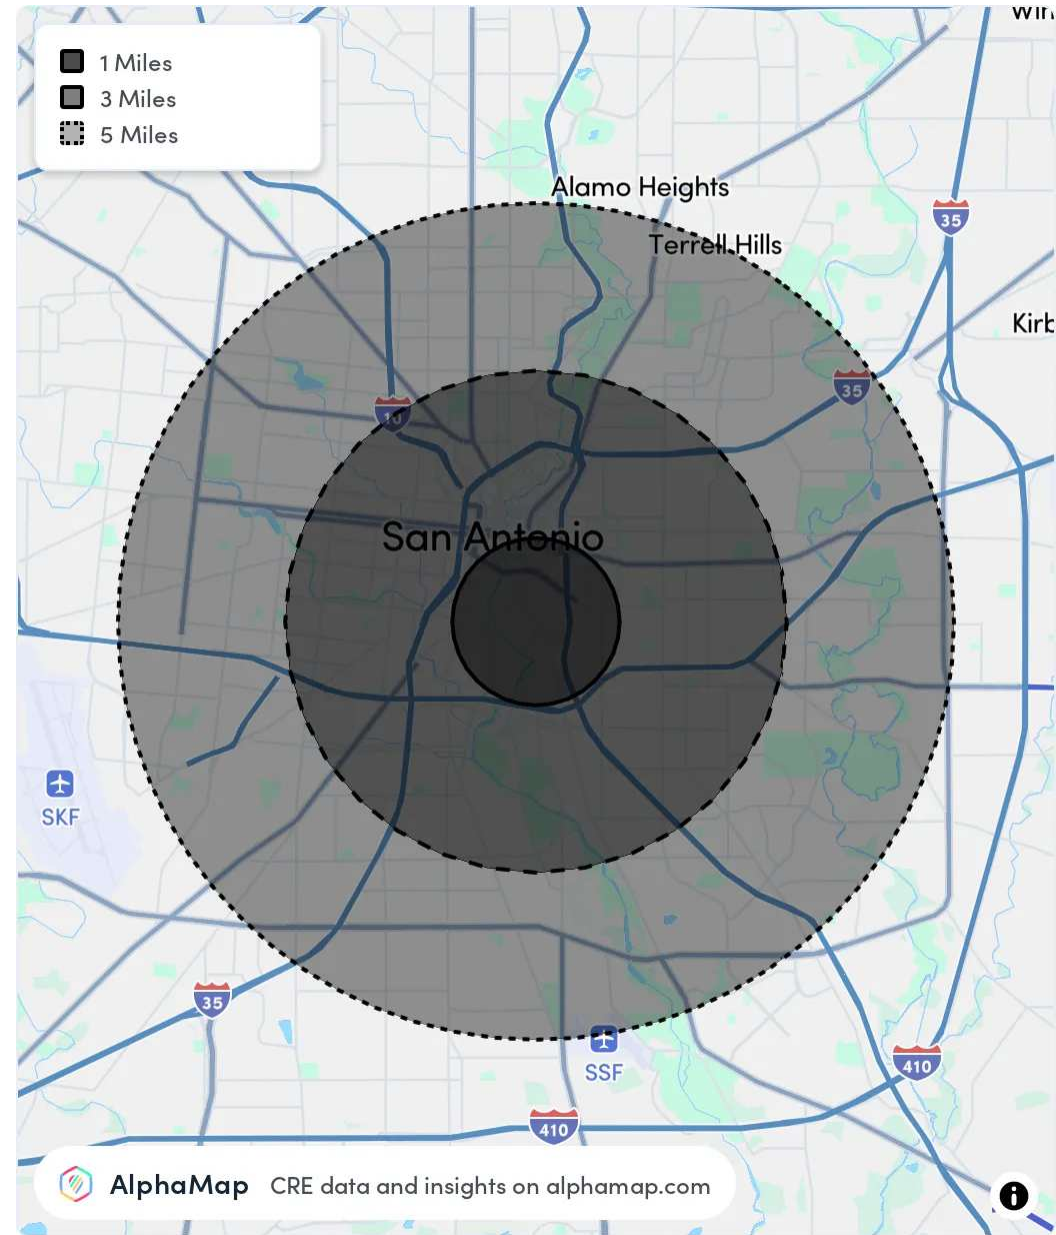 Win
1 Miles
3 Miles
5 Miles
Alamo Heights
35
Terrell Hills
Kirb
35
10
San Antonio
SKF
35
SSF
410
410
AlphaMap CRE data and insights on alphamap.com